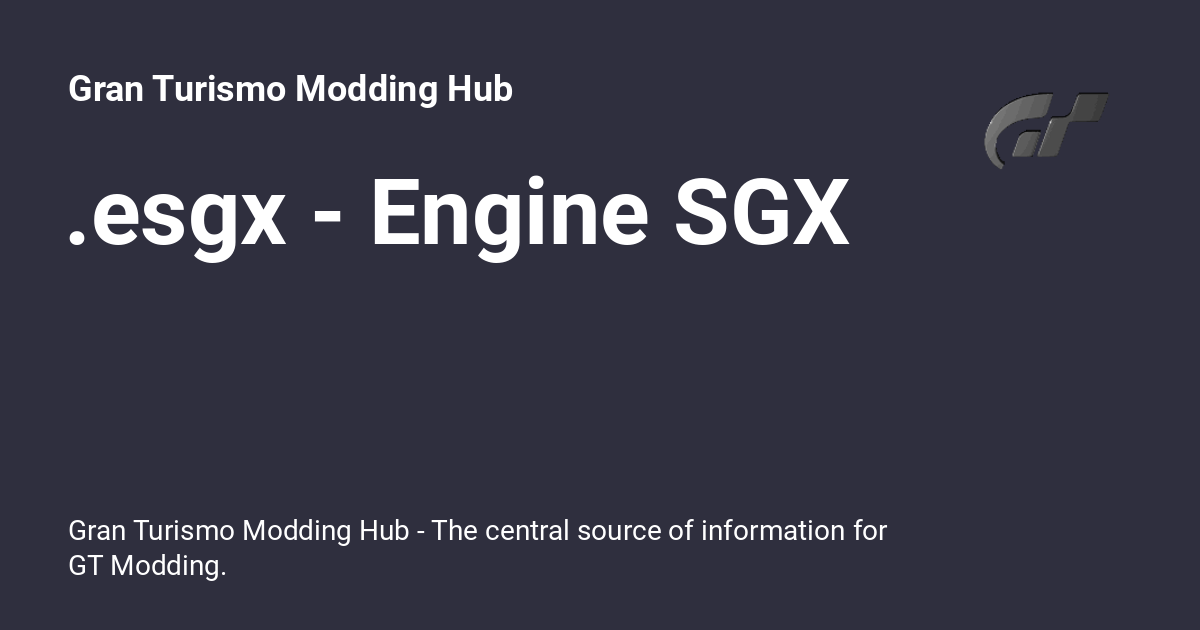 Gran Turismo Modding Hub
.esgx - Engine SGX
Gran Turismo Modding Hub - The central source of information for
GT Modding.